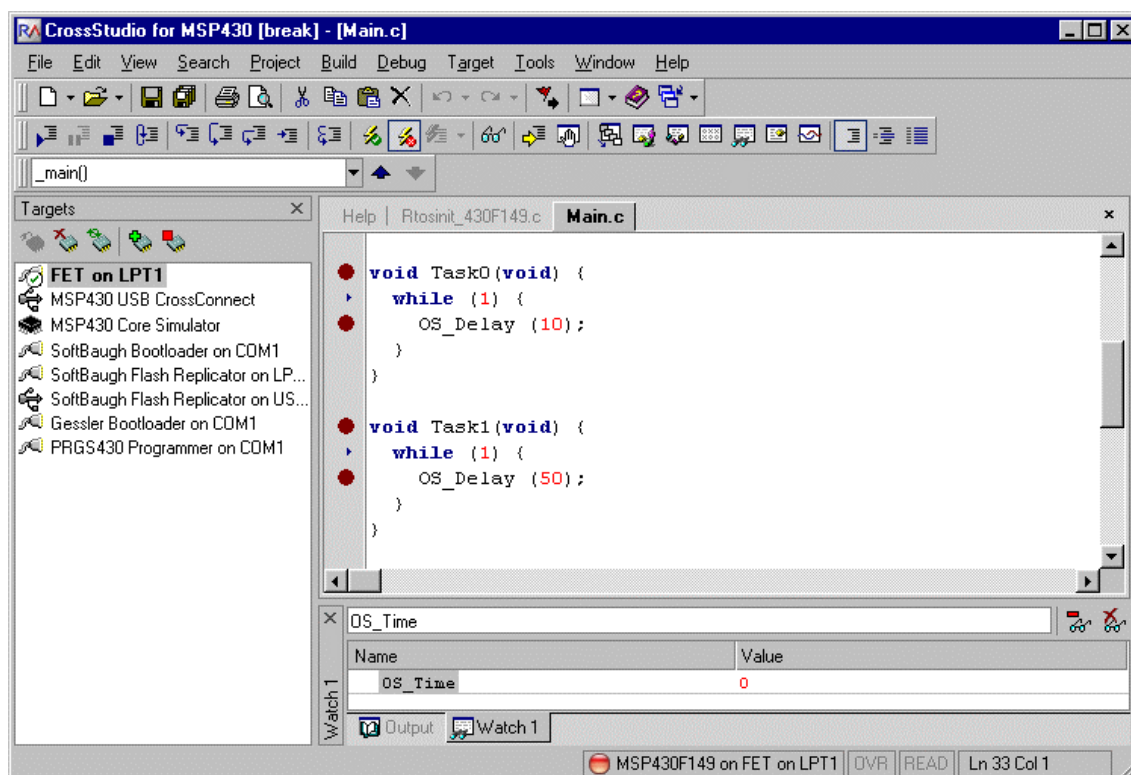 CrossStudio for MSP430 [break] - [Main.c]
File Edit View Search Project Build Debug Target Tools Window Help
_main()
Targets
FET on LPT1
MSP430 USB CrossConnect
MSP430 Core Simulator
SoftBaugh Bootloader on COM1
SoftBaugh Flash Replicator on LP...
SoftBaugh Flash Replicator on US...
Gessler Bootloader on COM1
PRGS430 Programmer on COM1
Help | Rtosinit_430F149.c Main.c
void Task0(void) {
while (1) {
OS_Delay (10);
}
}
void Task1(void) {
while (1) {
OS_Delay (50);
}
}
OS_Time
Name Value
OS_Time 0
Watch 1
Output Watch 1
MSP430F149 on FET on LPT1 OVR READ Ln 33 Col 1